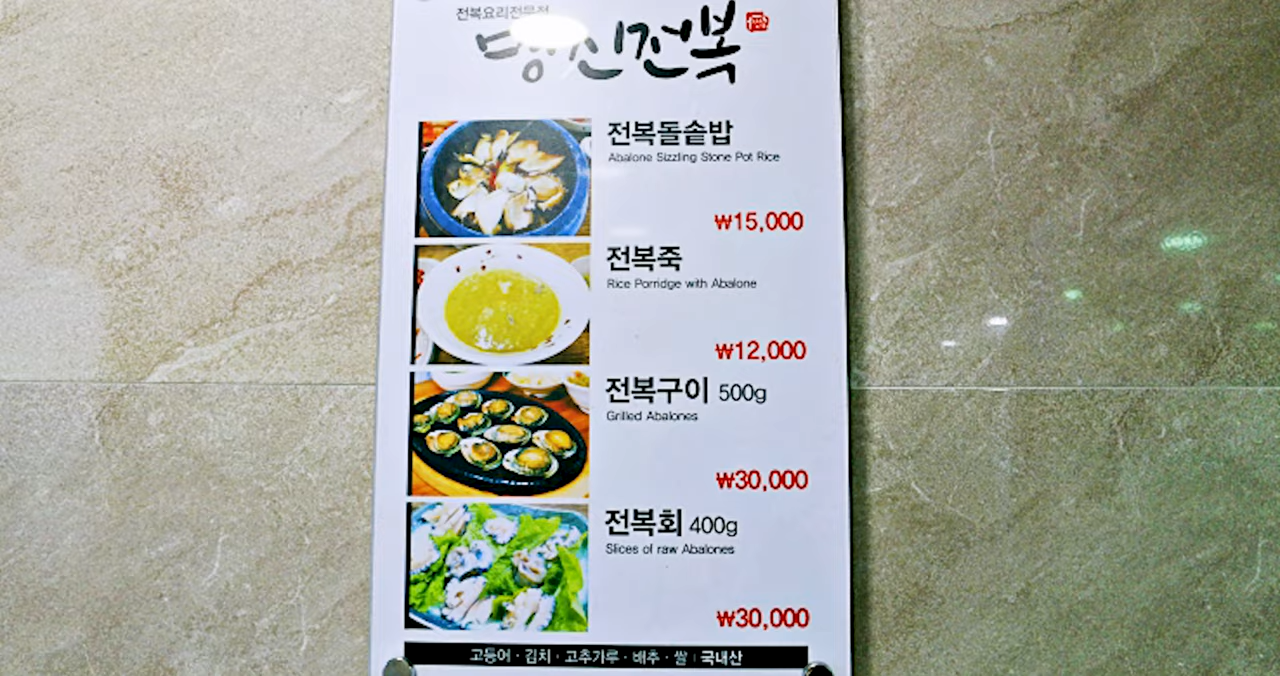 전복요리전문점
명신전복
전복돌솥밥
Abalone Sizzling Stone Pot Rice
₩15,000
전복죽
Rice Porridge with Abalone
₩12,000
전복구이 500g
Grilled Abalones
₩30,000
전복회 400g
Slices of raw Abalones
₩30,000
고등어 · 김치 · 고추가루 · 배추 · 쌀 | 국내산